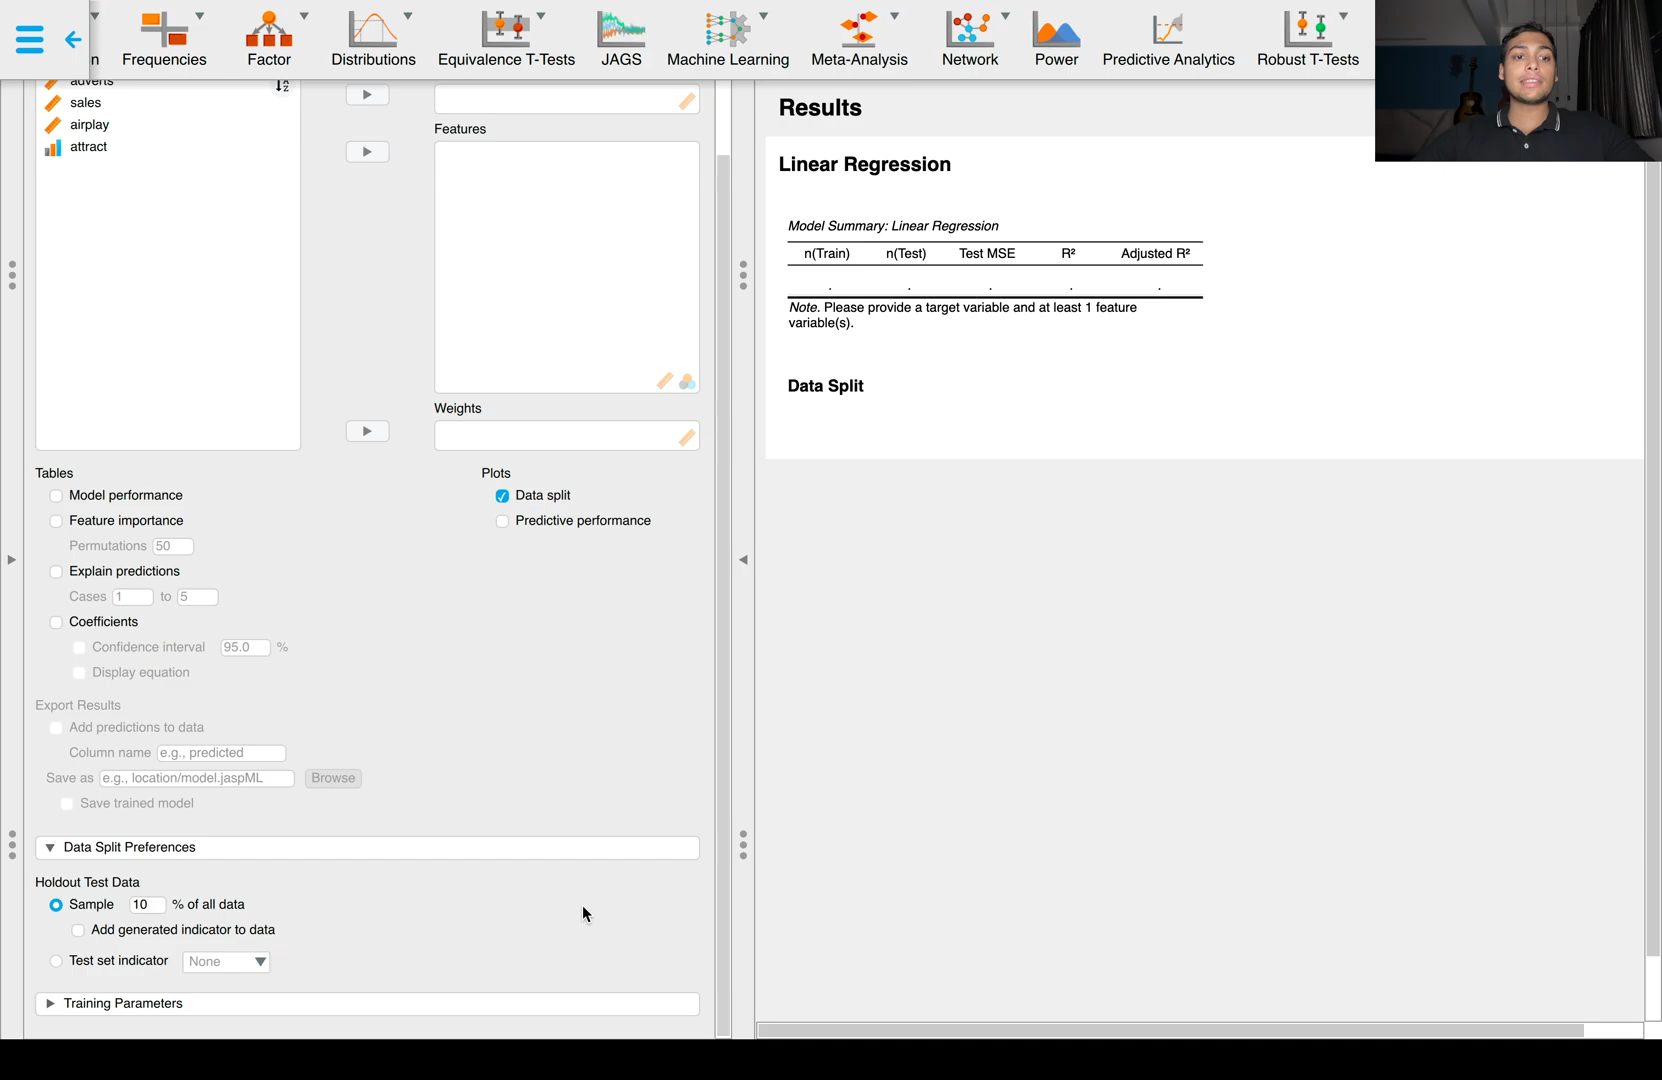 n
Frequencies
Factor
Distributions
Equivalence T-Tests
JAGS
Machine Learning
Meta-Analysis
Network
Power
Predictive Analytics
Robust T-Tests
adverts
sales
airplay
attract
Features
Weights
Tables
Model performance
Feature importance
Permutations 50
Explain predictions
Cases 1 to 5
Coefficients
Confidence interval 95.0 %
Display equation
Plots
Data split
Predictive performance
Export Results
Add predictions to data
Column name e.g., predicted
Save as e.g., location/model.jaspML Browse
Save trained model
Data Split Preferences
Holdout Test Data
Sample 10 % of all data
Add generated indicator to data
Test set indicator None
Training Parameters
Results
Linear Regression
Model Summary: Linear Regression
n(Train) n(Test) Test MSE R² Adjusted R²
. . . . .
Note. Please provide a target variable and at least 1 feature
variable(s).
Data Split